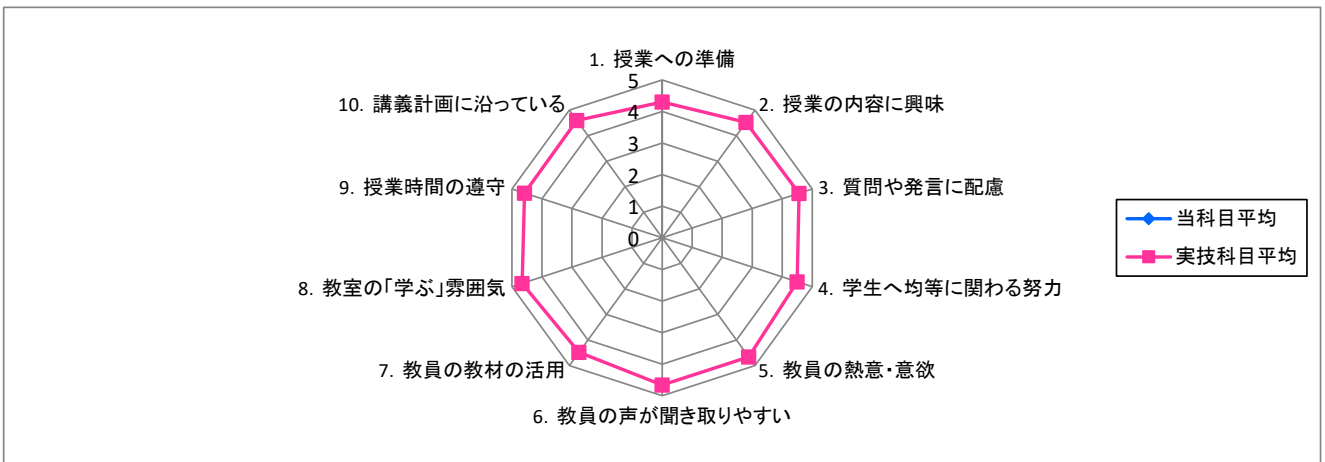 1. 授業への準備
2. 授業の内容に興味
3. 質問や発言に配慮
4. 学生へ均等に関わる努力
5. 教員の熱意・意欲
6. 教員の声が聞き取りやすい
7. 教員の教材の活用
8. 教室の｢学ぶ｣雰囲気
9. 授業時間の遵守
10. 講義計画に沿っている
5
4
3
2
1
0
当科目平均
実技科目平均